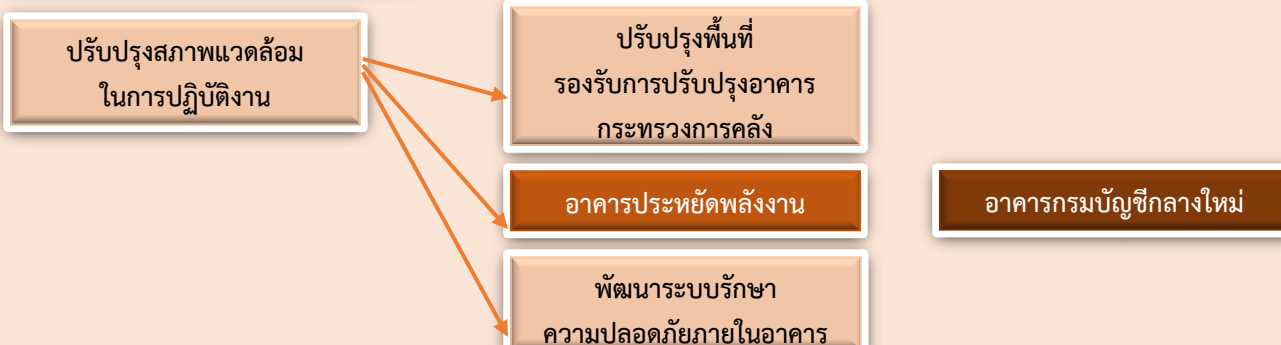 ปรับปรุงสภาพแวดล้อม
ในการปฏิบัติงาน
ปรับปรุงพื้นที่
รองรับการปรับปรุงอาคาร
กระทรวงการคลัง
อาคารประหยัดพลังงาน
อาคารกรมบัญชีกลางใหม่
พัฒนาระบบรักษา
ความปลอดภัยภายในอาคาร